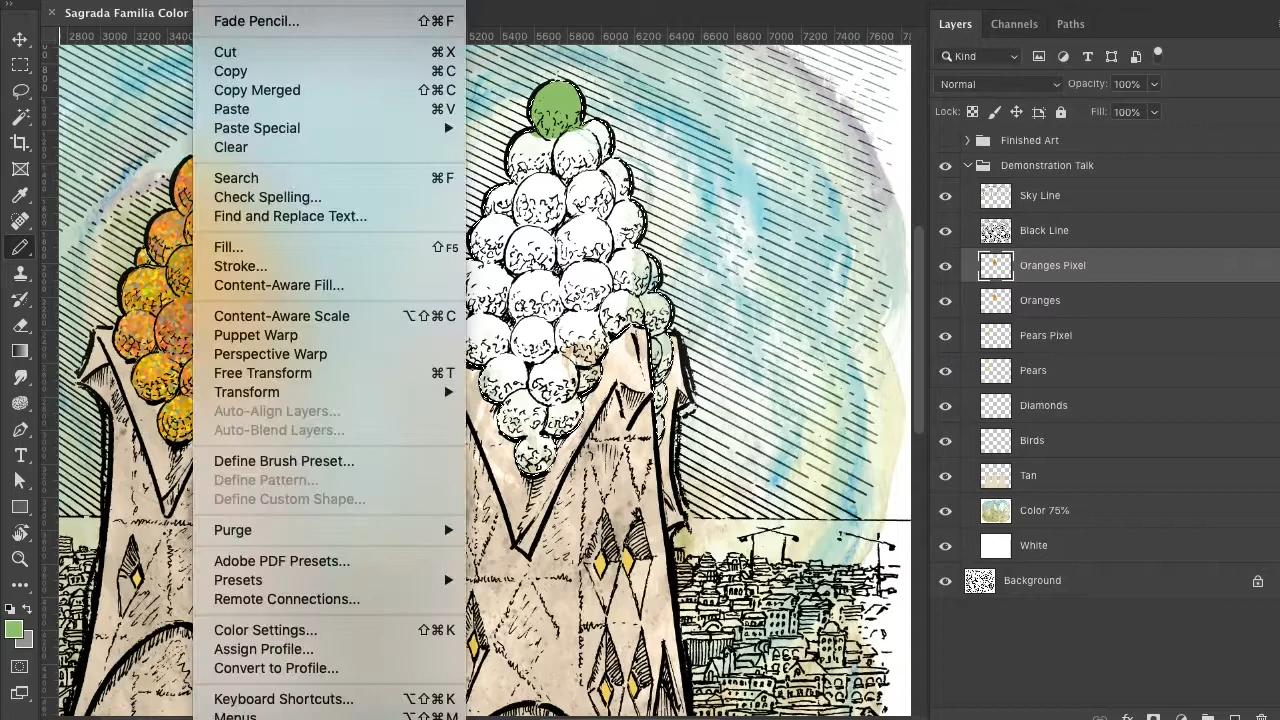 Sagrada Familia Color
2800 3000 3200 3400
5200 5400 5600 5800 6000 6200 6400 6600 6800 7000 7200 7400 7600
Fade Pencil... ⇧⌘F
Cut ⌘X
Copy ⌘C
Copy Merged ⇧⌘C
Paste ⌘V
Paste Special
Clear
Search ⌘F
Check Spelling...
Find and Replace Text...
Fill... ⇧F5
Stroke...
Content-Aware Fill...
Content-Aware Scale ⌥⇧⌘C
Puppet Warp
Perspective Warp
Free Transform ⌘T
Transform
Auto-Align Layers...
Auto-Blend Layers...
Define Brush Preset...
Define Pattern...
Define Custom Shape...
Purge
Adobe PDF Presets...
Presets
Remote Connections...
Color Settings... ⇧⌘K
Assign Profile...
Convert to Profile...
Keyboard Shortcuts... ⌥⇧⌘K
Menus... ⌥⇧⌘M
Layers Channels Paths
Kind
Normal Opacity: 100%
Lock: Fill: 100%
Finished Art
Demonstration Talk
Sky Line
Black Line
Oranges Pixel
Oranges
Pears Pixel
Pears
Diamonds
Birds
Tan
Color 75%
White
Background